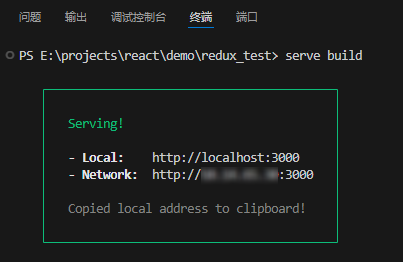 问题 输出 调试控制台 终端 端口
PS E:\projects\react\demo\redux_test> serve build
Serving!
- Local: http://localhost:3000
- Network: http:// :3000
Copied local address to clipboard!